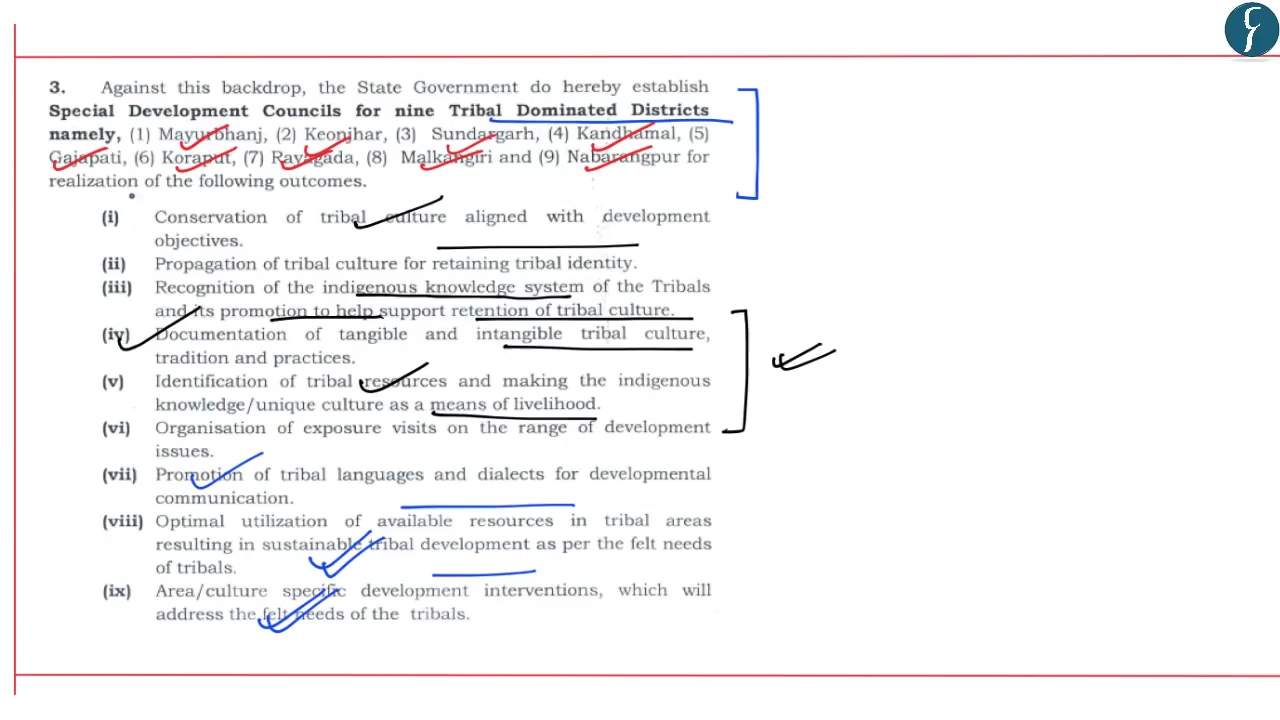 3. Against this backdrop, the State Government do hereby establish
Special Development Councils for nine Tribal Dominated Districts
namely, (1) Mayurbhanj, (2) Keonjhar, (3) Sundargarh, (4) Kandhamal, (5)
Gajapati, (6) Koraput, (7) Rayagada, (8) Malkangiri and (9) Nabarangpur for
realization of the following outcomes.
(i) Conservation of tribal culture aligned with development
objectives.
(ii) Propagation of tribal culture for retaining tribal identity.
(iii) Recognition of the indigenous knowledge system of the Tribals
and its promotion to help support retention of tribal culture.
(iv) Documentation of tangible and intangible tribal culture,
tradition and practices.
(v) Identification of tribal resources and making the indigenous
knowledge/unique culture as a means of livelihood.
(vi) Organisation of exposure visits on the range of development
issues.
(vii) Promotion of tribal languages and dialects for developmental
communication.
(viii) Optimal utilization of available resources in tribal areas
resulting in sustainable tribal development as per the felt needs
of tribals.
(ix) Area/culture specific development interventions, which will
address the felt needs of the tribals.